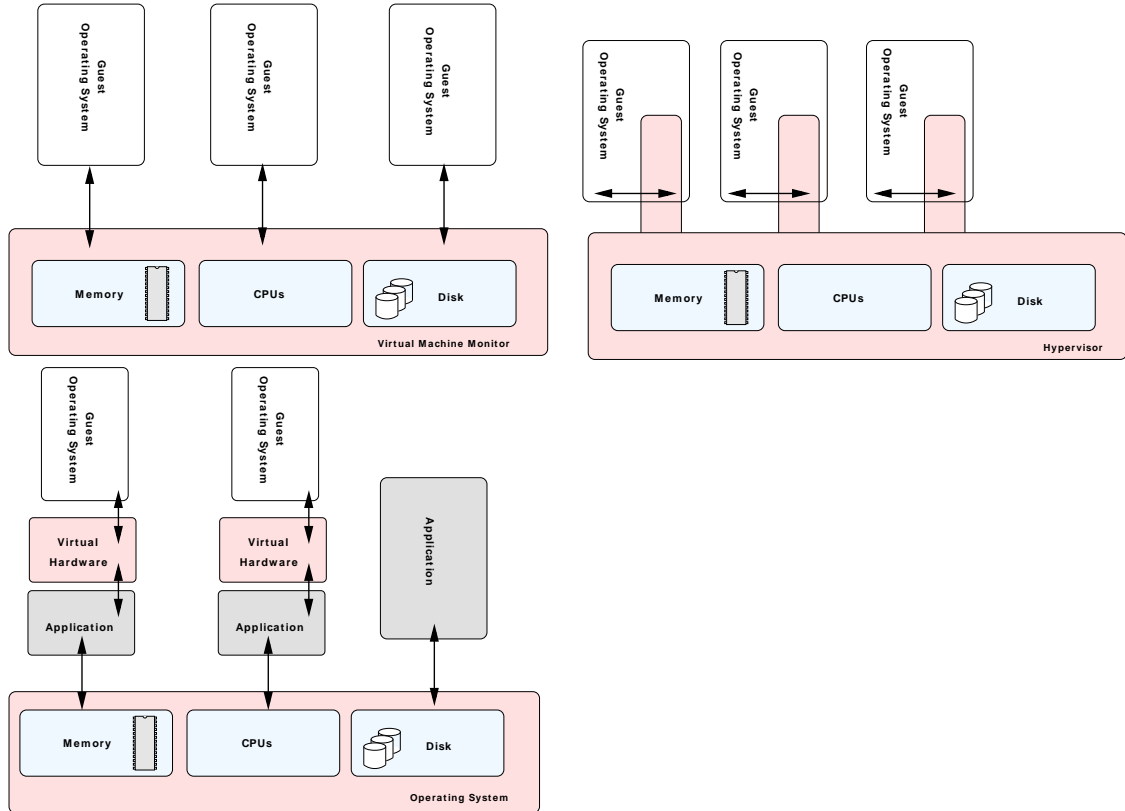 Guest
Operating System
Guest
Operating System
Guest
Operating System
Memory
CPUs
Disk
Virtual Machine Monitor
Guest
Operating System
Guest
Operating System
Guest
Operating System
Memory
CPUs
Disk
Hypervisor
Guest
Operating System
Guest
Operating System
Virtual
Hardware
Virtual
Hardware
Application
Application
Application
Memory
CPUs
Disk
Operating System